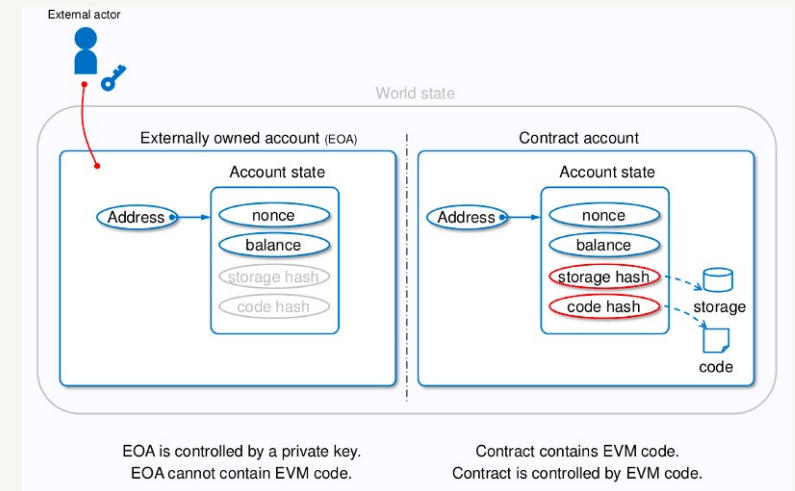 External actor
World state
Externally owned account (EOA)
Account state
Address
nonce
balance
storage hash
code hash
Contract account
Account state
Address
nonce
balance
storage hash
code hash
storage
code
EOA is controlled by a private key.
EOA cannot contain EVM code.
Contract contains EVM code.
Contract is controlled by EVM code.